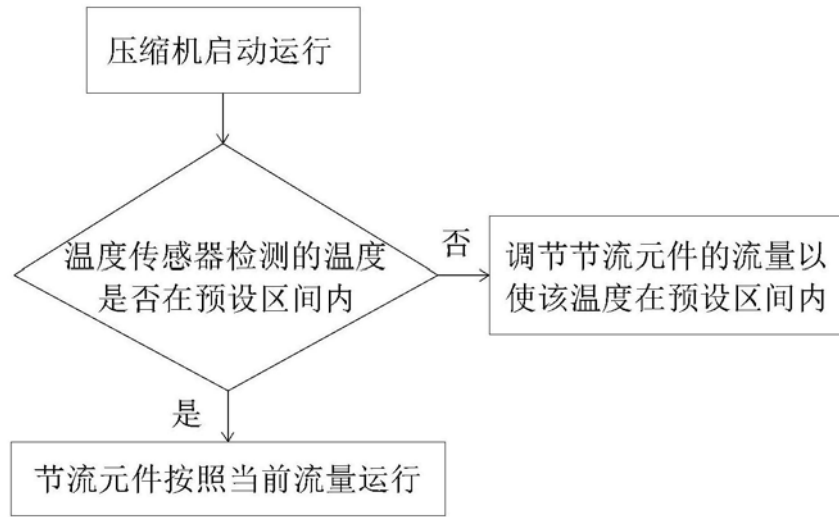 压缩机启动运行
温度传感器检测的温度
是否在预设区间内
否
调节节流元件的流量以
使该温度在预设区间内
是
节流元件按照当前流量运行